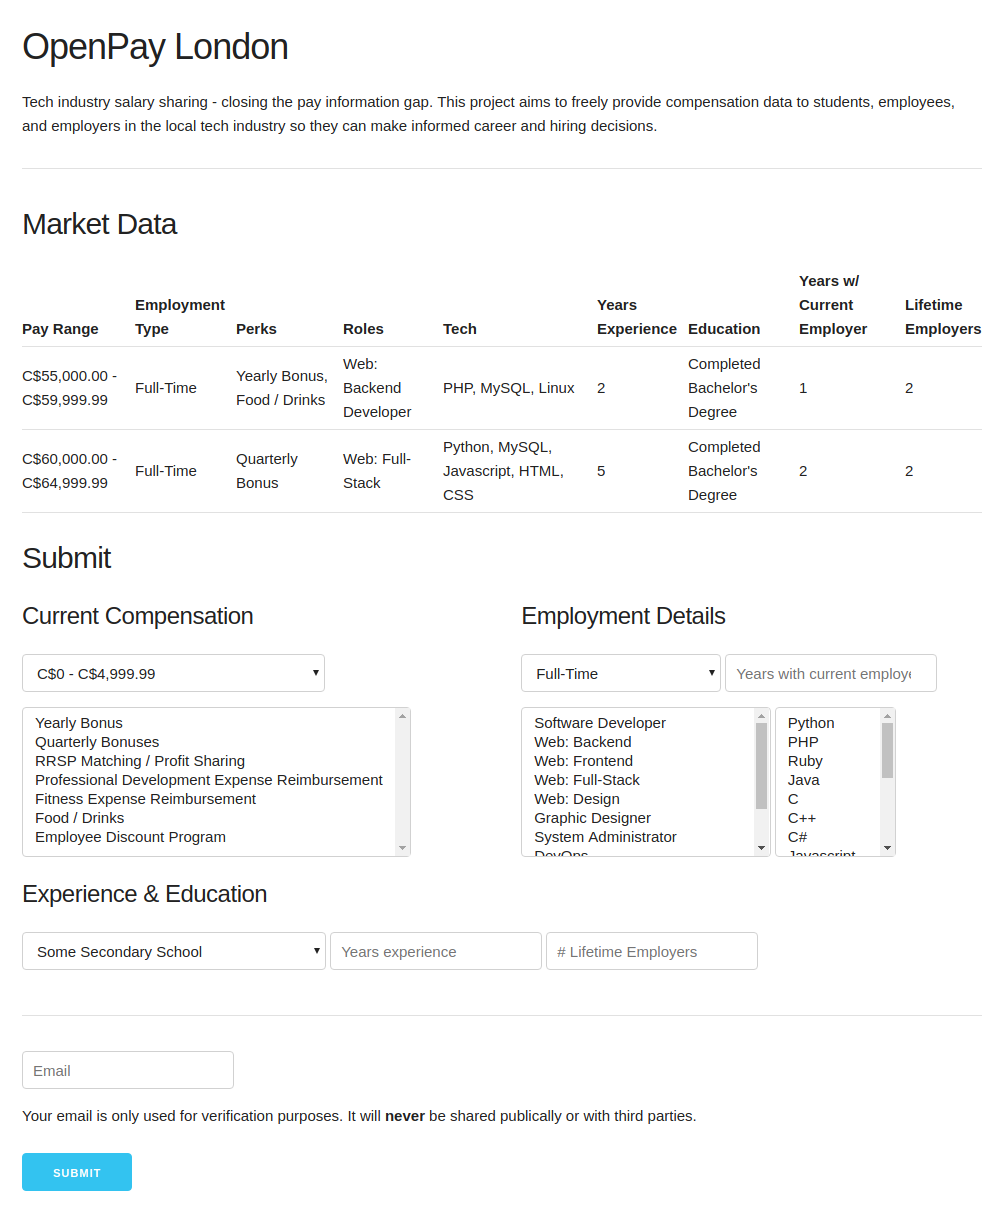 OpenPay London
Tech industry salary sharing - closing the pay information gap. This project aims to freely provide compensation data to students, employees,
and employers in the local tech industry so they can make informed career and hiring decisions.
Market Data
Pay Range Employment Type Perks Roles Tech Years Experience Education Years w/ Current Employer Lifetime Employers
C$55,000.00 - C$59,999.99 Full-Time Yearly Bonus, Food / Drinks Web: Backend Developer PHP, MySQL, Linux 2 Completed Bachelor's Degree 1 2
C$60,000.00 - C$64,999.99 Full-Time Quarterly Bonus Web: Full-Stack Python, MySQL, Javascript, HTML, CSS 5 Completed Bachelor's Degree 2 2
Submit
Current Compensation
C$0 - C$4,999.99
Yearly Bonus
Quarterly Bonuses
RRSP Matching / Profit Sharing
Professional Development Expense Reimbursement
Fitness Expense Reimbursement
Food / Drinks
Employee Discount Program
Employment Details
Full-Time
Years with current employe
Software Developer
Web: Backend
Web: Frontend
Web: Full-Stack
Web: Design
Graphic Designer
System Administrator
DevOps
Python
PHP
Ruby
Java
C
C++
C#
Javascript
Experience & Education
Some Secondary School
Years experience
# Lifetime Employers
Email
Your email is only used for verification purposes. It will never be shared publically or with third parties.
SUBMIT